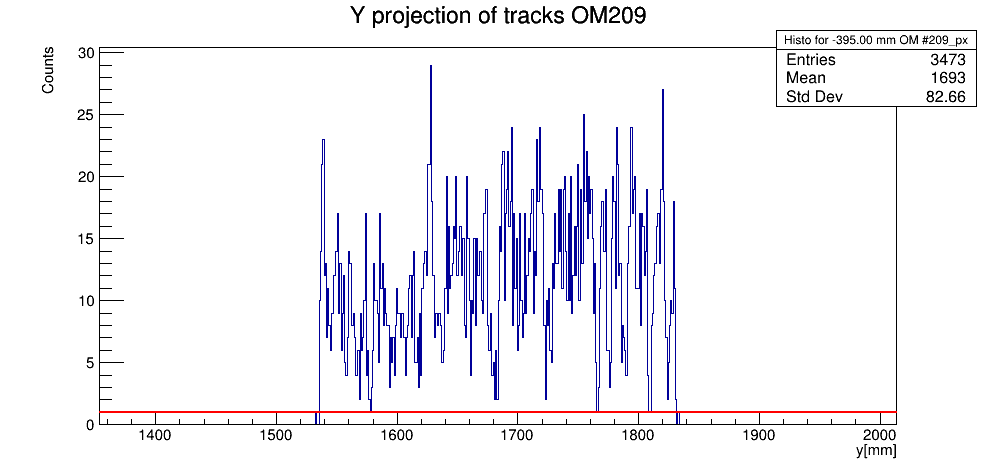 Y projection of tracks OM209
Histo for -395.00 mm OM #209_px
Entries 3473
Mean 1693
Std Dev 82.66
Counts
30
25
20
15
10
5
0
1400 1500 1600 1700 1800 1900 2000
y[mm]